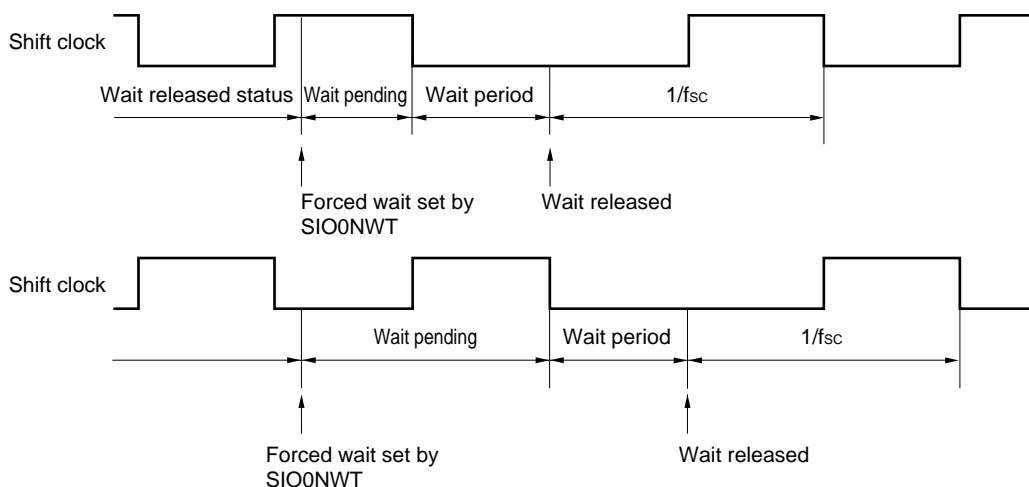 Shift clock
Wait released status
Wait pending
Wait period
1/fsc
Forced wait set by
SIO0NWT
Wait released
Shift clock
Wait pending
Wait period
1/fsc
Forced wait set by
SIO0NWT
Wait released